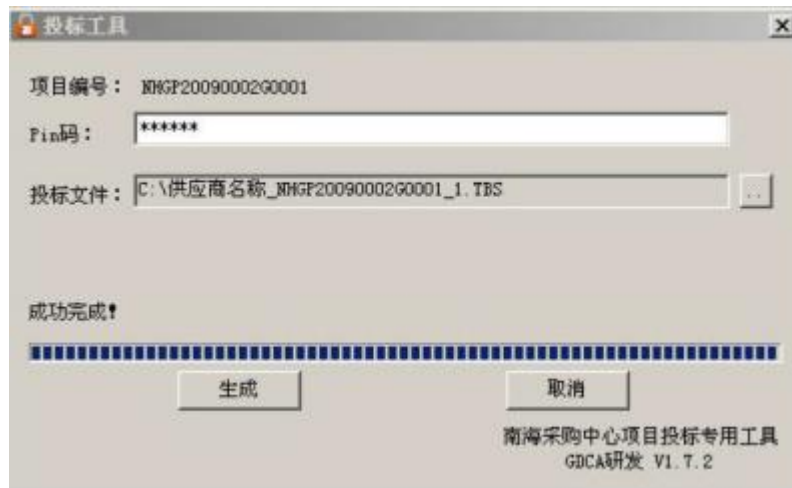 投标工具
项目编号： NHGP20090002G0001
Pin码： ******
投标文件： C:\供应商名称_NHGP20090002G0001_1.TBS ..
成功完成!
生成 取消
南海采购中心项目投标专用工具
GDCA研发 V1.7.2